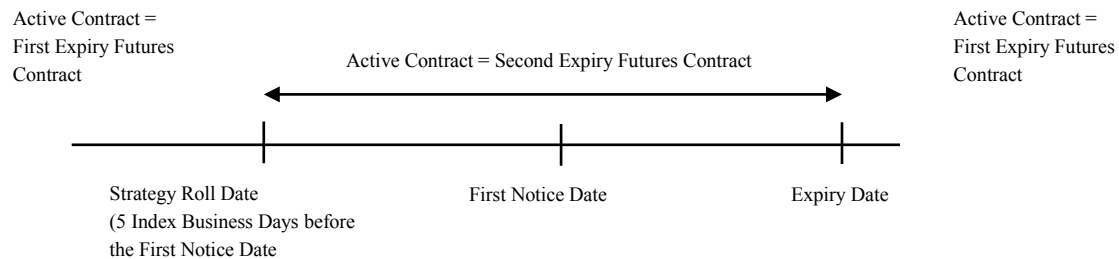 Active Contract =
First Expiry Futures
Contract
Active Contract = Second Expiry Futures Contract
Active Contract =
First Expiry Futures
Contract
Strategy Roll Date
(5 Index Business Days before
the First Notice Date
First Notice Date
Expiry Date